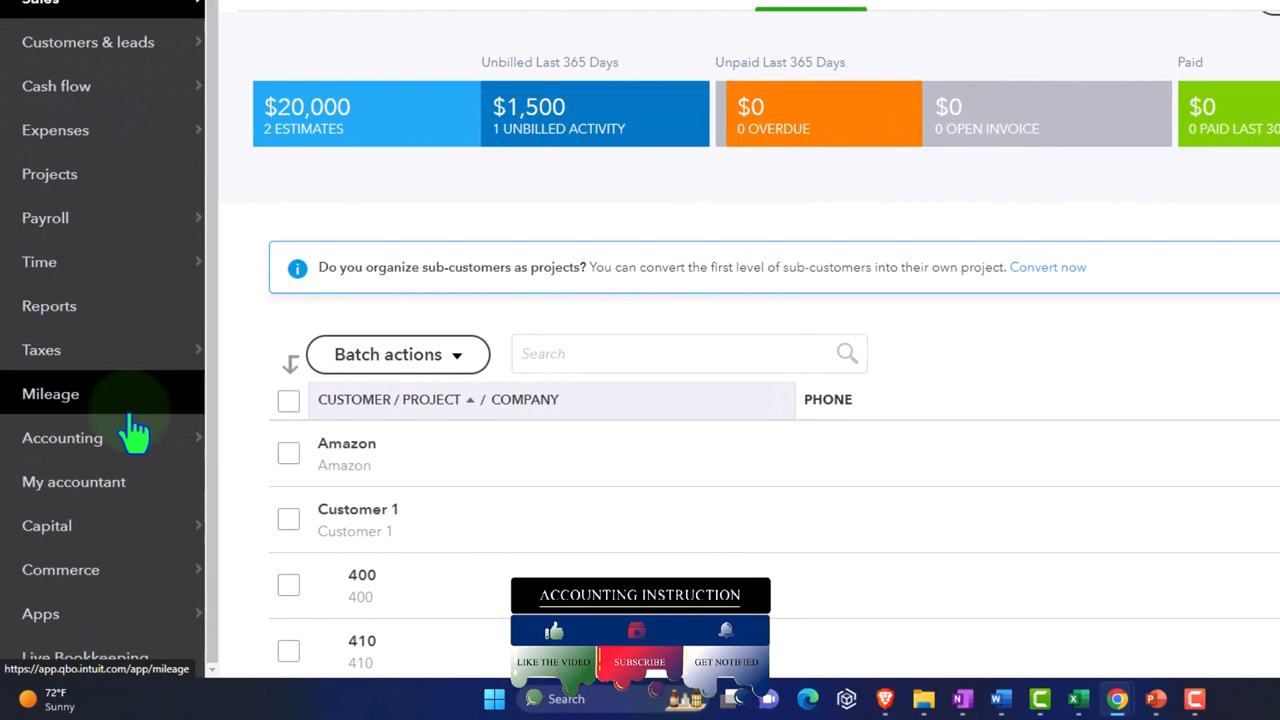 Sales
Customers & leads
Cash flow
Expenses
Projects
Payroll
Time
Reports
Taxes
Mileage
Accounting
My accountant
Capital
Commerce
Apps
Live Bookkeeping
https://app.qbo.intuit.com/app/mileage
Unbilled Last 365 Days
Unpaid Last 365 Days
Paid
$20,000
2 ESTIMATES
$1,500
1 UNBILLED ACTIVITY
$0
0 OVERDUE
$0
0 OPEN INVOICE
$0
0 PAID LAST 30
Do you organize sub-customers as projects? You can convert the first level of sub-customers into their own project. Convert now
Batch actions
Search
CUSTOMER / PROJECT / COMPANY
PHONE
Amazon
Amazon
Customer 1
Customer 1
400
400
410
410
ACCOUNTING INSTRUCTION
LIKE THE VIDEO
SUBSCRIBE
GET NOTIFIED
72°F
Sunny
Search